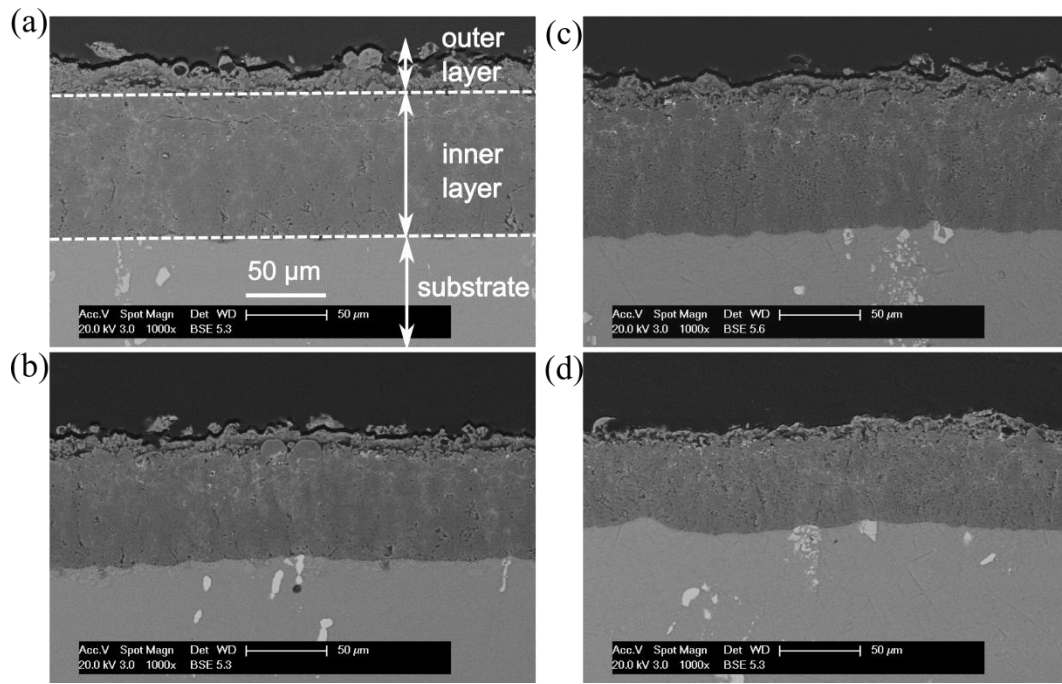 (a)
outer
layer
inner
layer
50 µm
substrate
Acc.V Spot Magn Det WD 50 µm
20.0 kV 3.0 1000x BSE 5.3
(c)
Acc.V Spot Magn Det WD 50 µm
20.0 kV 3.0 1000x BSE 5.6
(b)
Acc.V Spot Magn Det WD 50 µm
20.0 kV 3.0 1000x BSE 5.3
(d)
Acc.V Spot Magn Det WD 50 µm
20.0 kV 3.0 1000x BSE 5.3